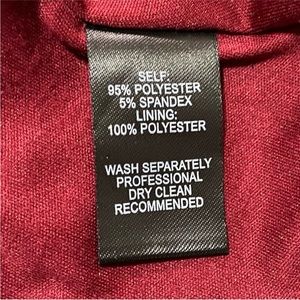 SELF:
95% POLYESTER
5% SPANDEX
LINING:
100% POLYESTER
WASH SEPARATELY
PROFESSIONAL
DRY CLEAN
RECOMMENDED